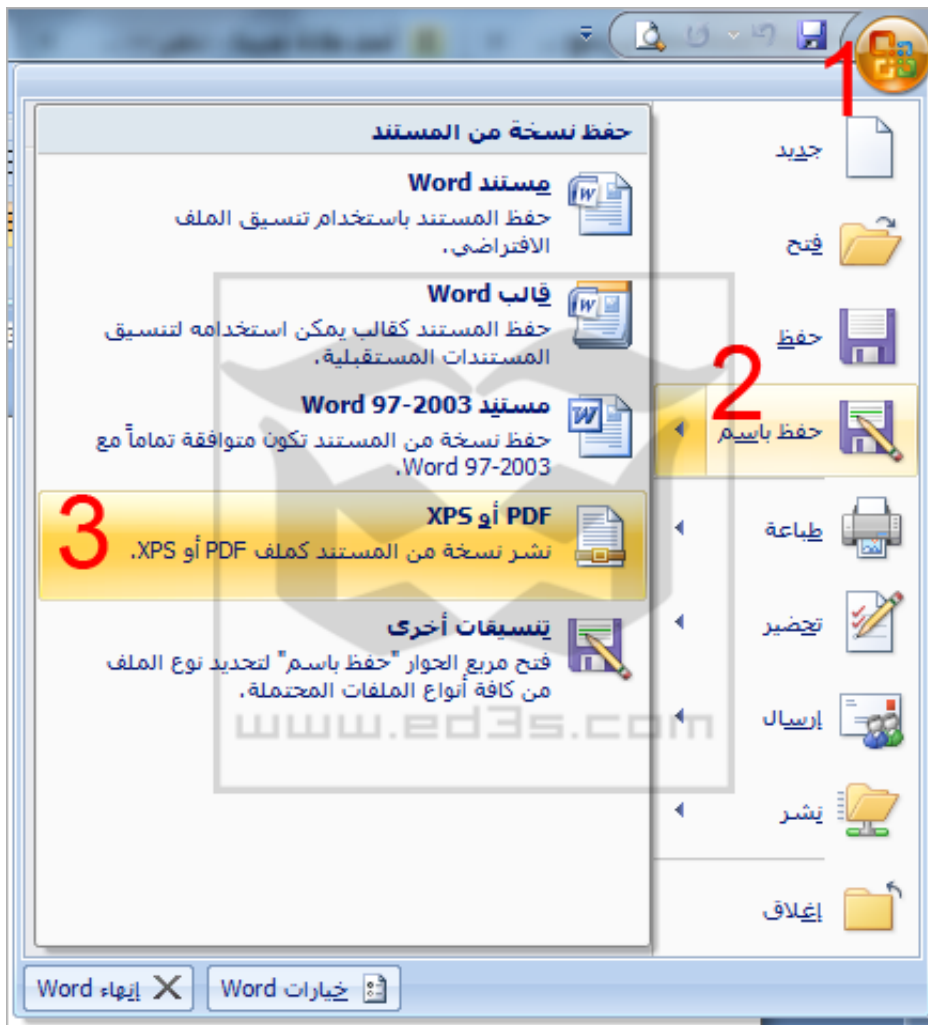 1
جديد
فتح
حفظ
2
حفظ باسم
طباعة
تحضير
إرسال
نشر
إغلاق
حفظ نسخة من المستند
مستند Word
حفظ المستند باستخدام تنسيق الملف
الافتراضي.
قالب Word
حفظ المستند كقالب يمكن استخدامه لتنسيق
المستندات المستقبلية.
مستند Word 97-2003
حفظ نسخة من المستند تكون متوافقة تماماً مع
Word 97-2003.
3
PDF أو XPS
نشر نسخة من المستند كملف PDF أو XPS.
تنسيقات أخرى
فتح مربع الحوار "حفظ باسم" لتحديد نوع الملف
من كافة أنواع الملفات المحتملة.
www.ed3s.com
خيارات Word
إنهاء Word